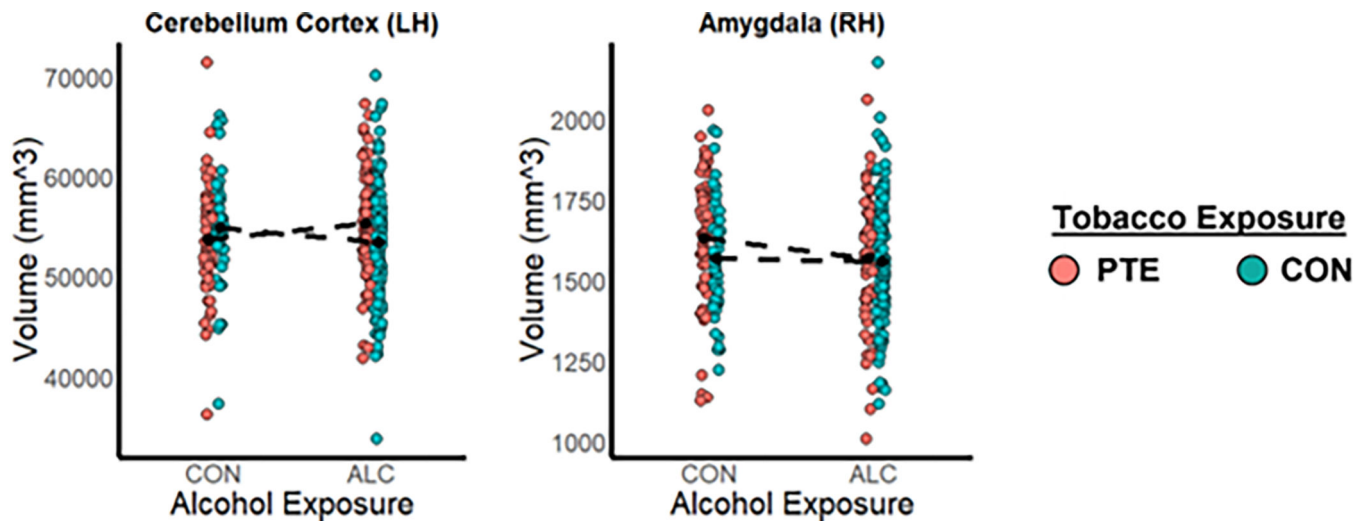 Cerebellum Cortex (LH)
Volume (mm^3)
70000
60000
50000
40000
CON ALC
Alcohol Exposure
Amygdala (RH)
Volume (mm^3)
2000
1750
1500
1250
1000
CON ALC
Alcohol Exposure
Tobacco Exposure
PTE CON